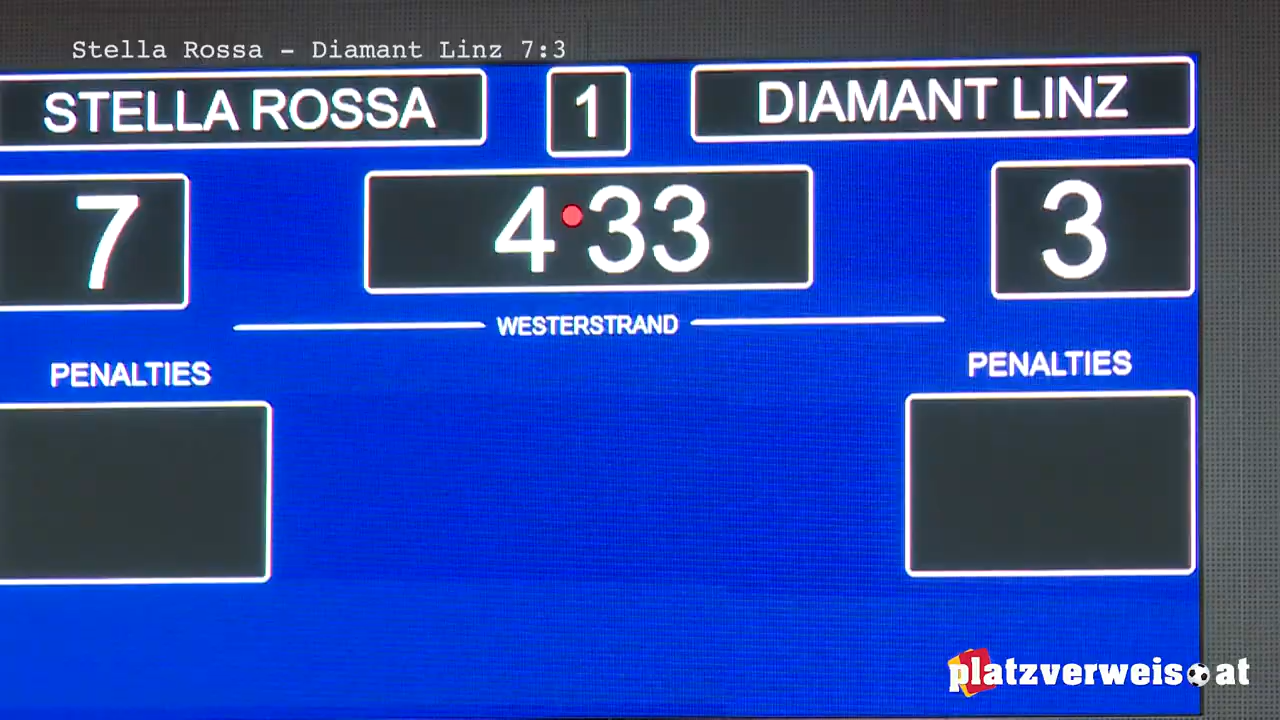 Stella Rossa - Diamant Linz 7:3
STELLA ROSSA 1 DIAMANT LINZ
7 4 33 3
WESTERSTRAND
PENALTIES PENALTIES
platzverweis.at